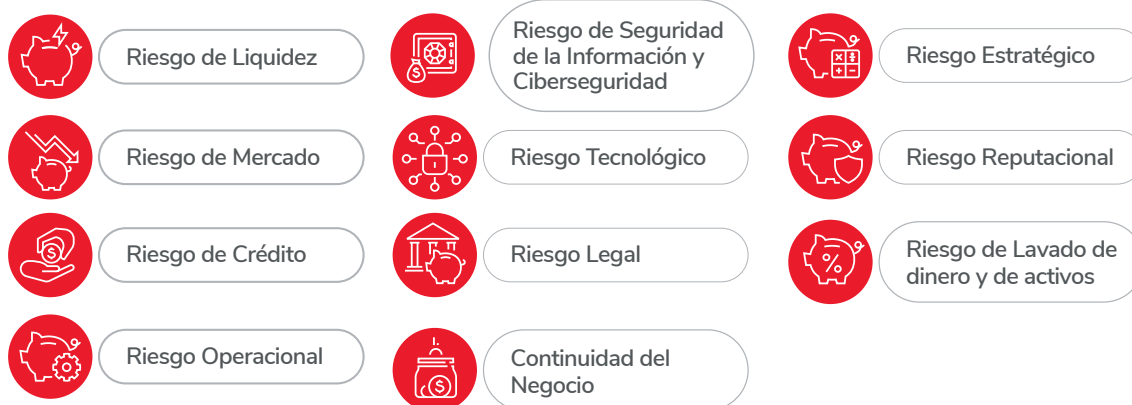 Riesgo de Liquidez
Riesgo de Mercado
Riesgo de Crédito
Riesgo Operacional
Riesgo de Seguridad
de la Información y
Ciberseguridad
Riesgo Tecnológico
Riesgo Legal
Continuidad del
Negocio
Riesgo Estratégico
Riesgo Reputacional
Riesgo de Lavado de
dinero y de activos